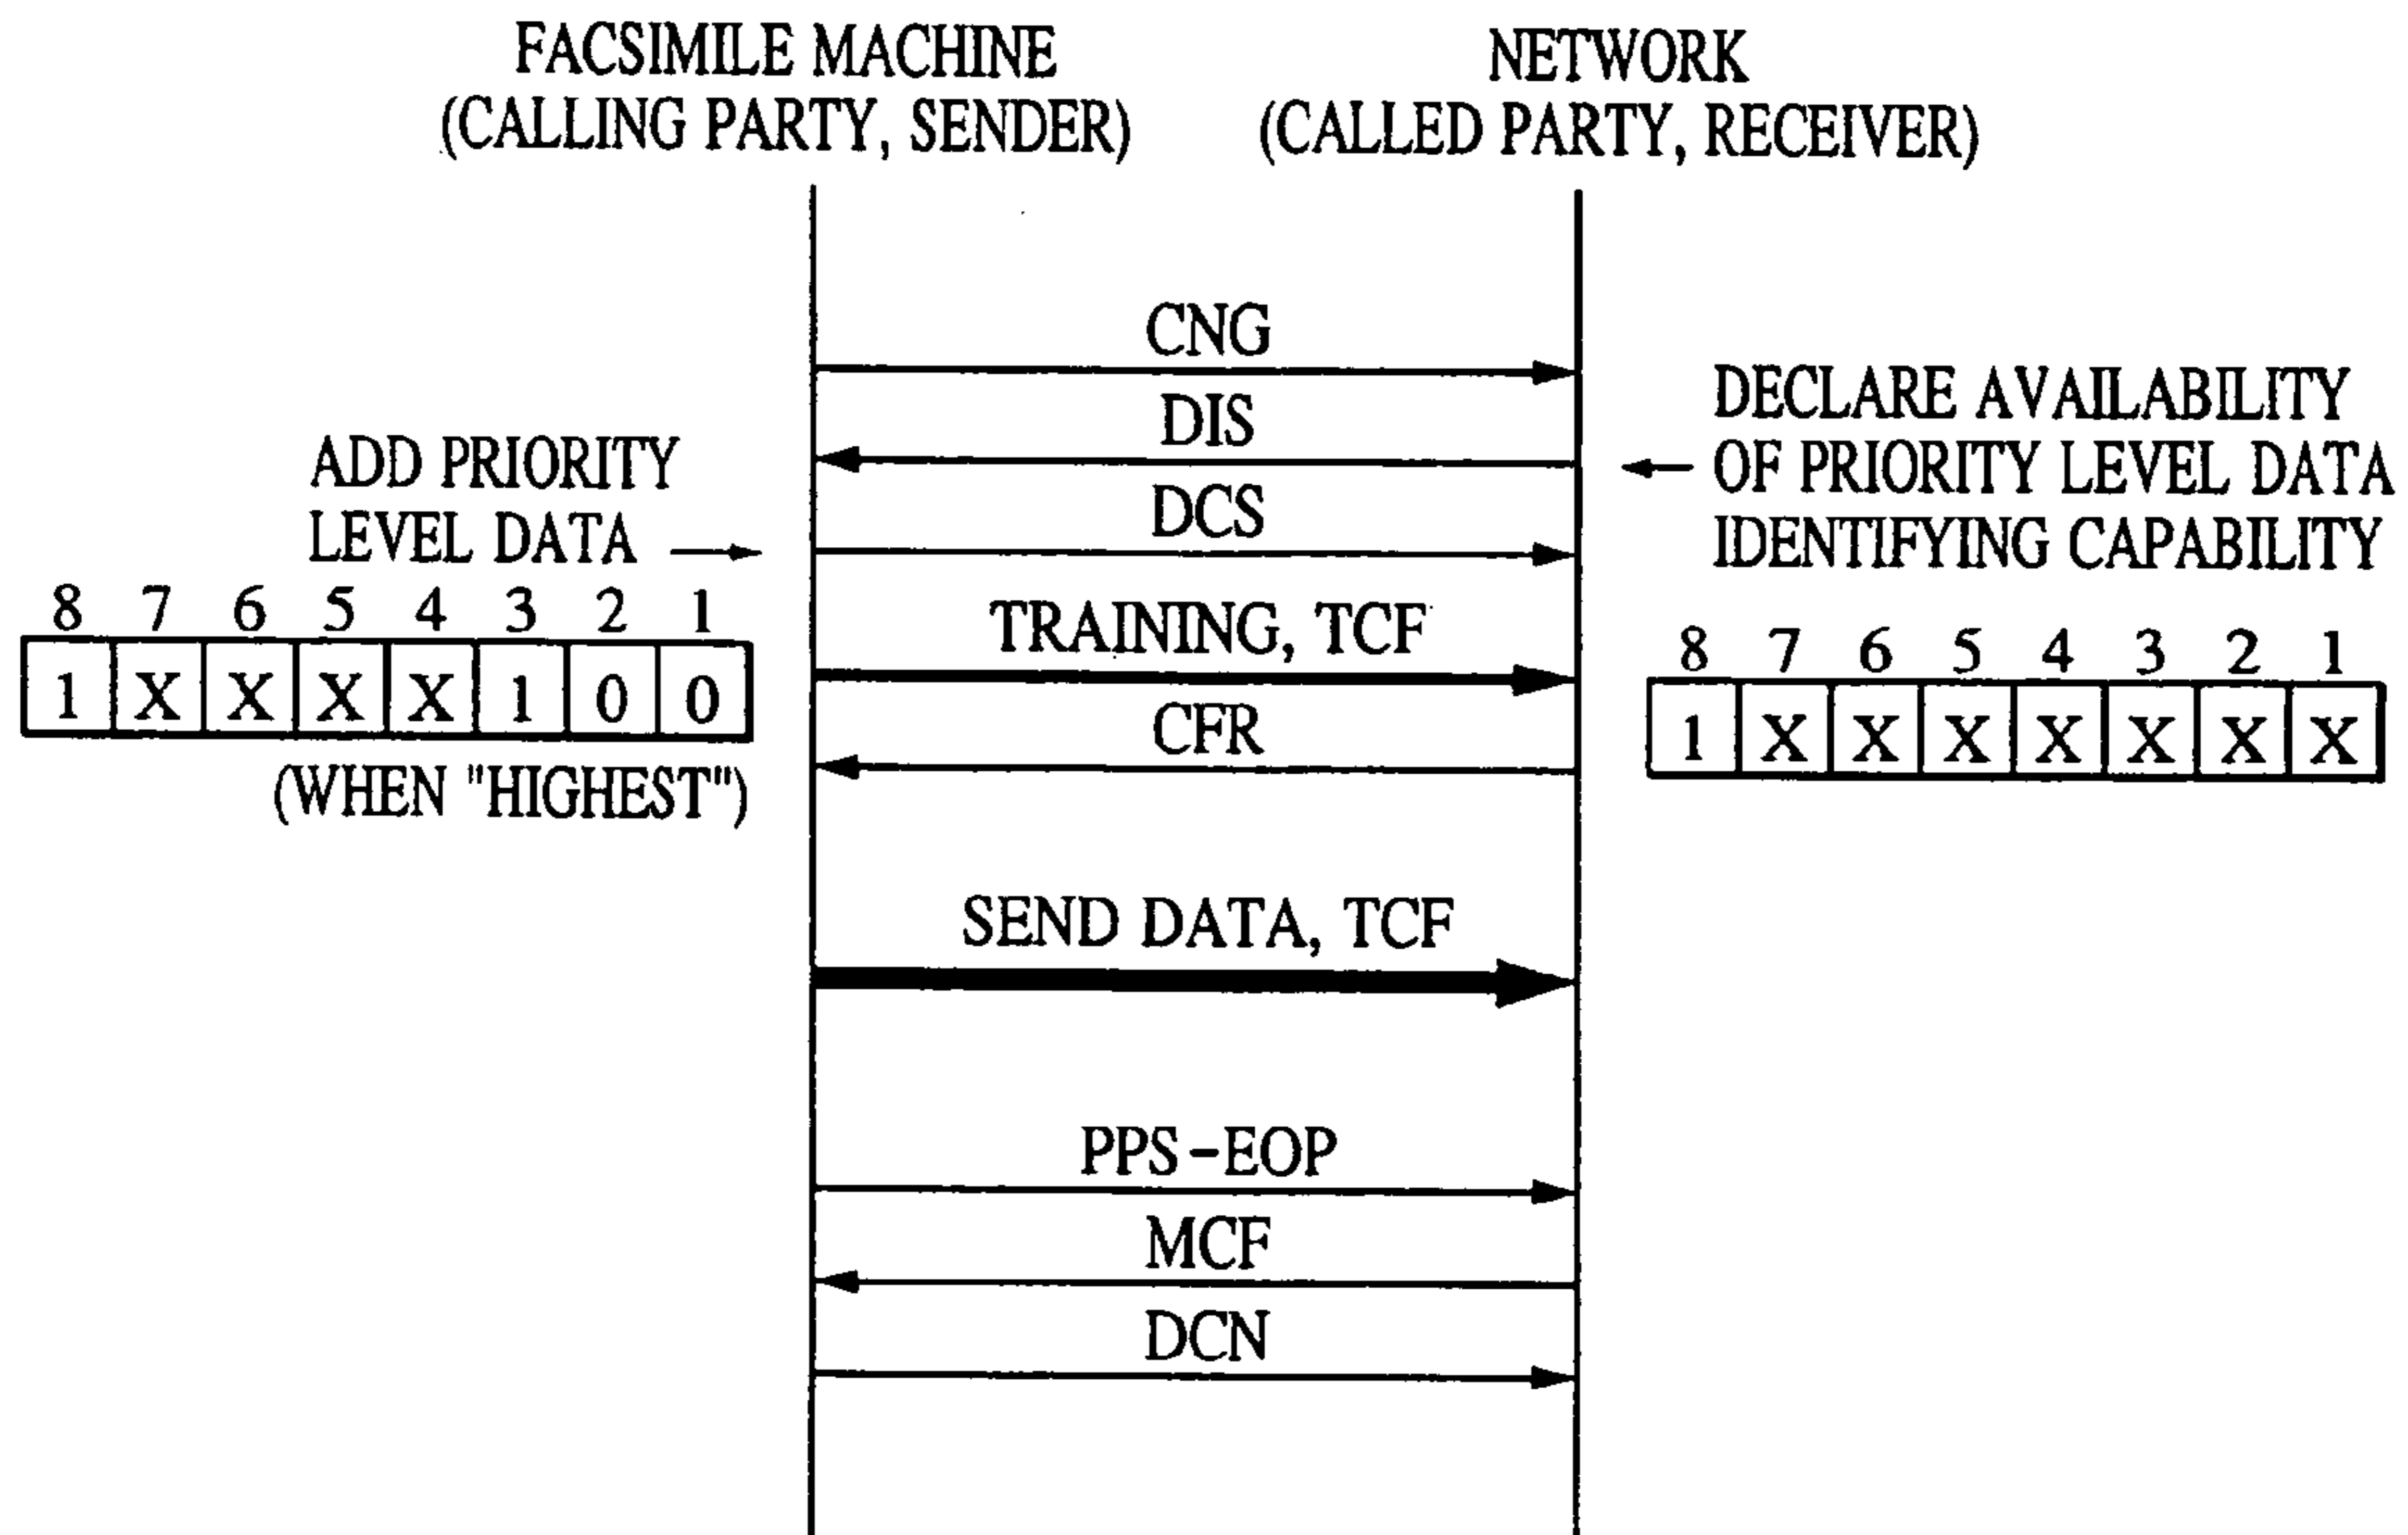 FACSIMILE MACHINE
(CALLING PARTY, SENDER)
NETWORK
(CALLED PARTY, RECEIVER)
CNG
DIS
DECLARE AVAILABILITY
OF PRIORITY LEVEL DATA
IDENTIFYING CAPABILITY
ADD PRIORITY
LEVEL DATA
DCS
8 7 6 5 4 3 2 1
1 X X X X 1 0 0
(WHEN "HIGHEST")
TRAINING, TCF
8 7 6 5 4 3 2 1
1 X X X X X X X
CFR
SEND DATA, TCF
PPS-EOP
MCF
DCN